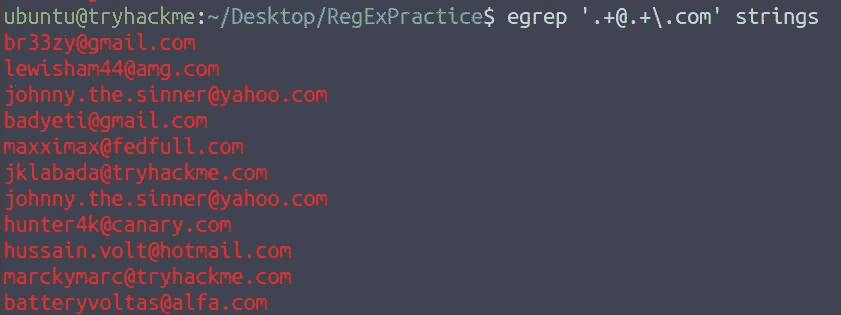 ubuntu@tryhackme:~/Desktop/RegExPractice$ egrep '.+@.+\.com' strings
br33zy@gmail.com
lewisham44@amg.com
johnny.the.sinner@yahoo.com
badyeti@gmail.com
maxximax@fedfull.com
jklabada@tryhackme.com
johnny.the.sinner@yahoo.com
hunter4k@canary.com
hussain.volt@hotmail.com
marckymarc@tryhackme.com
batteryvoltas@alfa.com